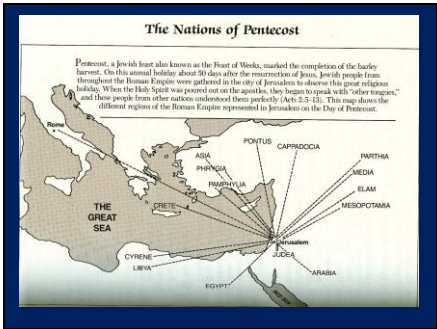 The Nations of Pentecost
Pentecost, a Jewish feast also known as the Feast of Weeks, marked the completion of the barley
harvest. On this annual holiday about 50 days after the resurrection of Jesus, Jewish people from
throughout the Roman Empire were gathered in the city of Jerusalem to observe this great religious
holiday. When the Holy Spirit was poured out on the apostles, they began to speak with "other tongues,"
and these people from other nations understood them perfectly (Acts 2:5–13). This map shows the
different regions of the Roman Empire represented in Jerusalem on the Day of Pentecost.
Rome
PONTUS
CAPPADOCIA
ASIA
PHRYGIA
PAMPHYLIA
PARTHIA
MEDIA
ELAM
MESOPOTAMIA
CRETE
THE
GREAT
SEA
Jerusalem
JUDEA
CYRENE
LIBYA
EGYPT
ARABIA
RED SEA